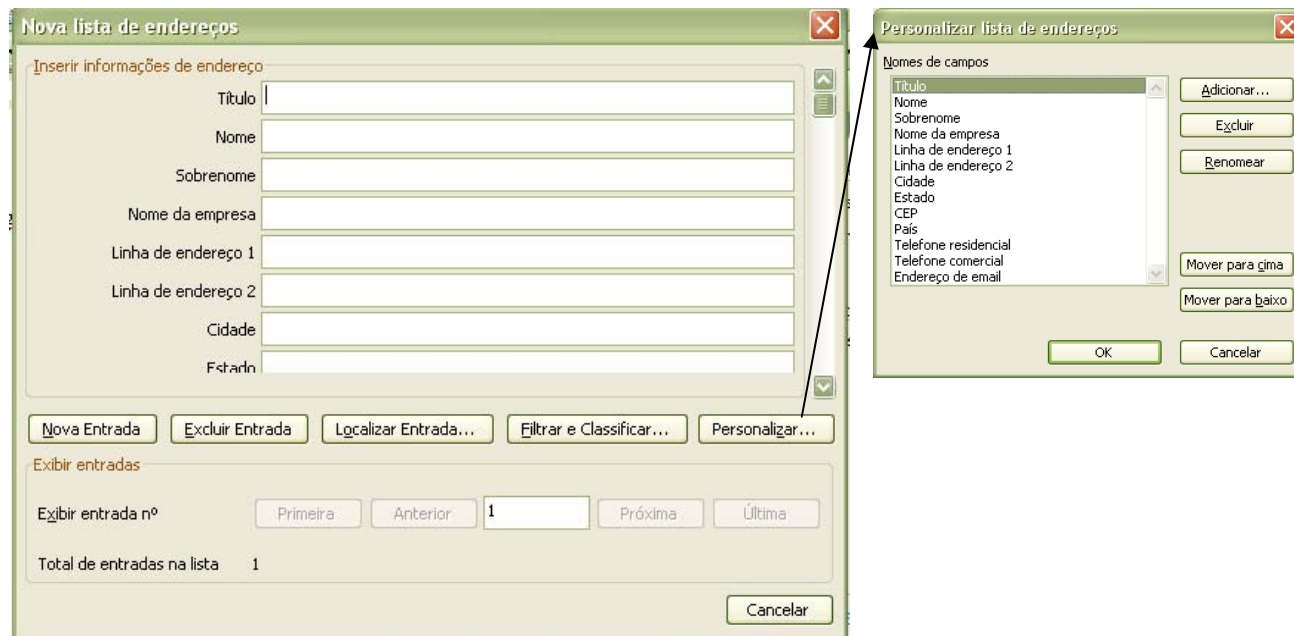 Nova lista de endereços
Inserir informações de endereço
Título
Nome
Sobrenome
Nome da empresa
Linha de endereço 1
Linha de endereço 2
Cidade
Estado
Nova Entrada Excluir Entrada Localizar Entrada... Filtrar e Classificar... Personalizar...
Exibir entradas
Exibir entrada nº Primeira Anterior 1 Próxima Última
Total de entradas na lista 1
Cancelar
Personalizar lista de endereços
Nomes de campos
Título
Nome
Sobrenome
Nome da empresa
Linha de endereço 1
Linha de endereço 2
Cidade
Estado
CEP
País
Telefone residencial
Telefone comercial
Endereço de email
Adicionar...
Excluir
Renomear
Mover para cima
Mover para baixo
OK Cancelar